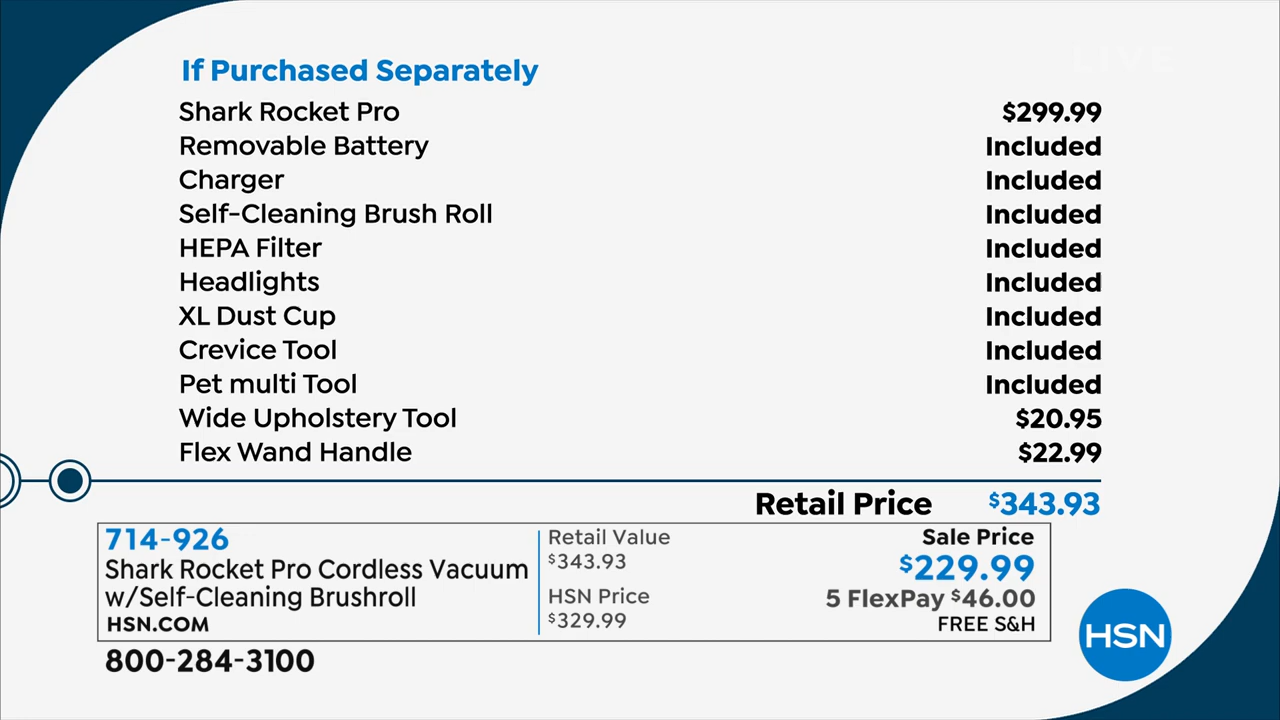 LIVE
If Purchased Separately
Shark Rocket Pro $299.99
Removable Battery Included
Charger Included
Self-Cleaning Brush Roll Included
HEPA Filter Included
Headlights Included
XL Dust Cup Included
Crevice Tool Included
Pet multi Tool Included
Wide Upholstery Tool $20.95
Flex Wand Handle $22.99
Retail Price $343.93
714-926
Shark Rocket Pro Cordless Vacuum
w/Self-Cleaning Brushroll
HSN.COM
Retail Value
$343.93
HSN Price
$329.99
Sale Price
$229.99
5 FlexPay $46.00
FREE S&H
HSN
800-284-3100